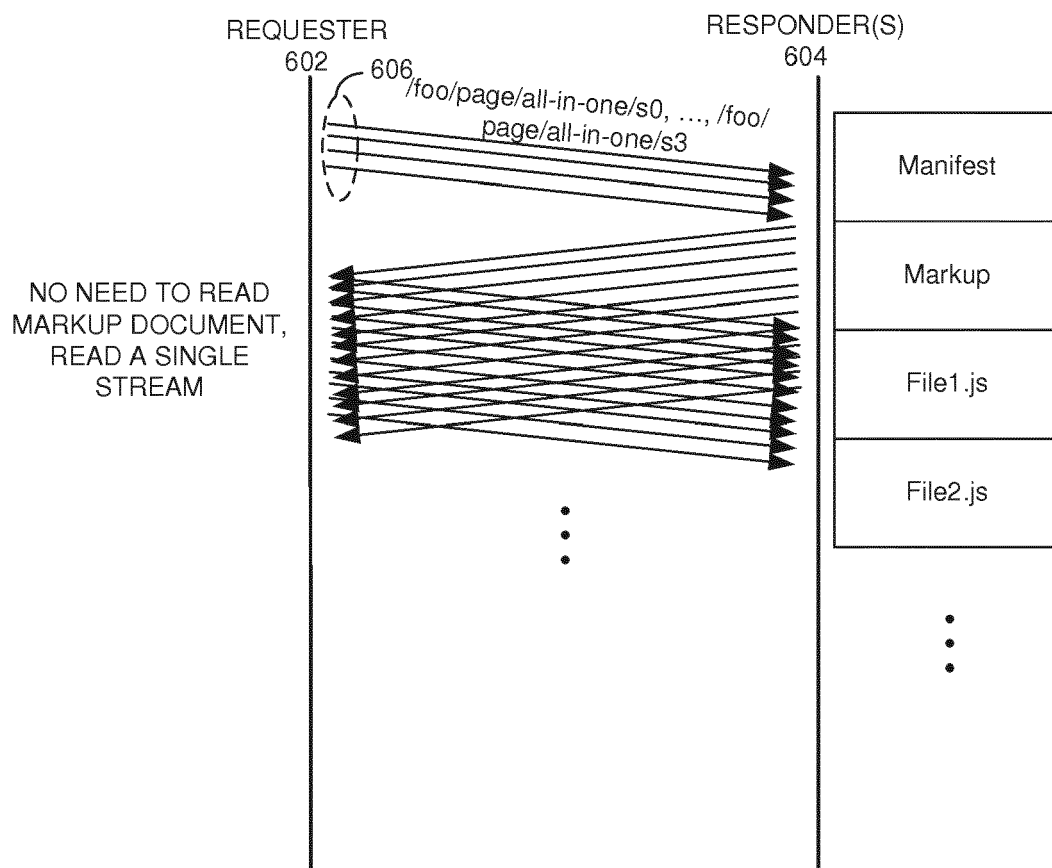 REQUESTER
602
RESPONDER(S)
604
606
/foo/page/all-in-one/s0, ..., /foo/
page/all-in-one/s3
Manifest
Markup
NO NEED TO READ
MARKUP DOCUMENT,
READ A SINGLE
STREAM
File1.js
File2.js